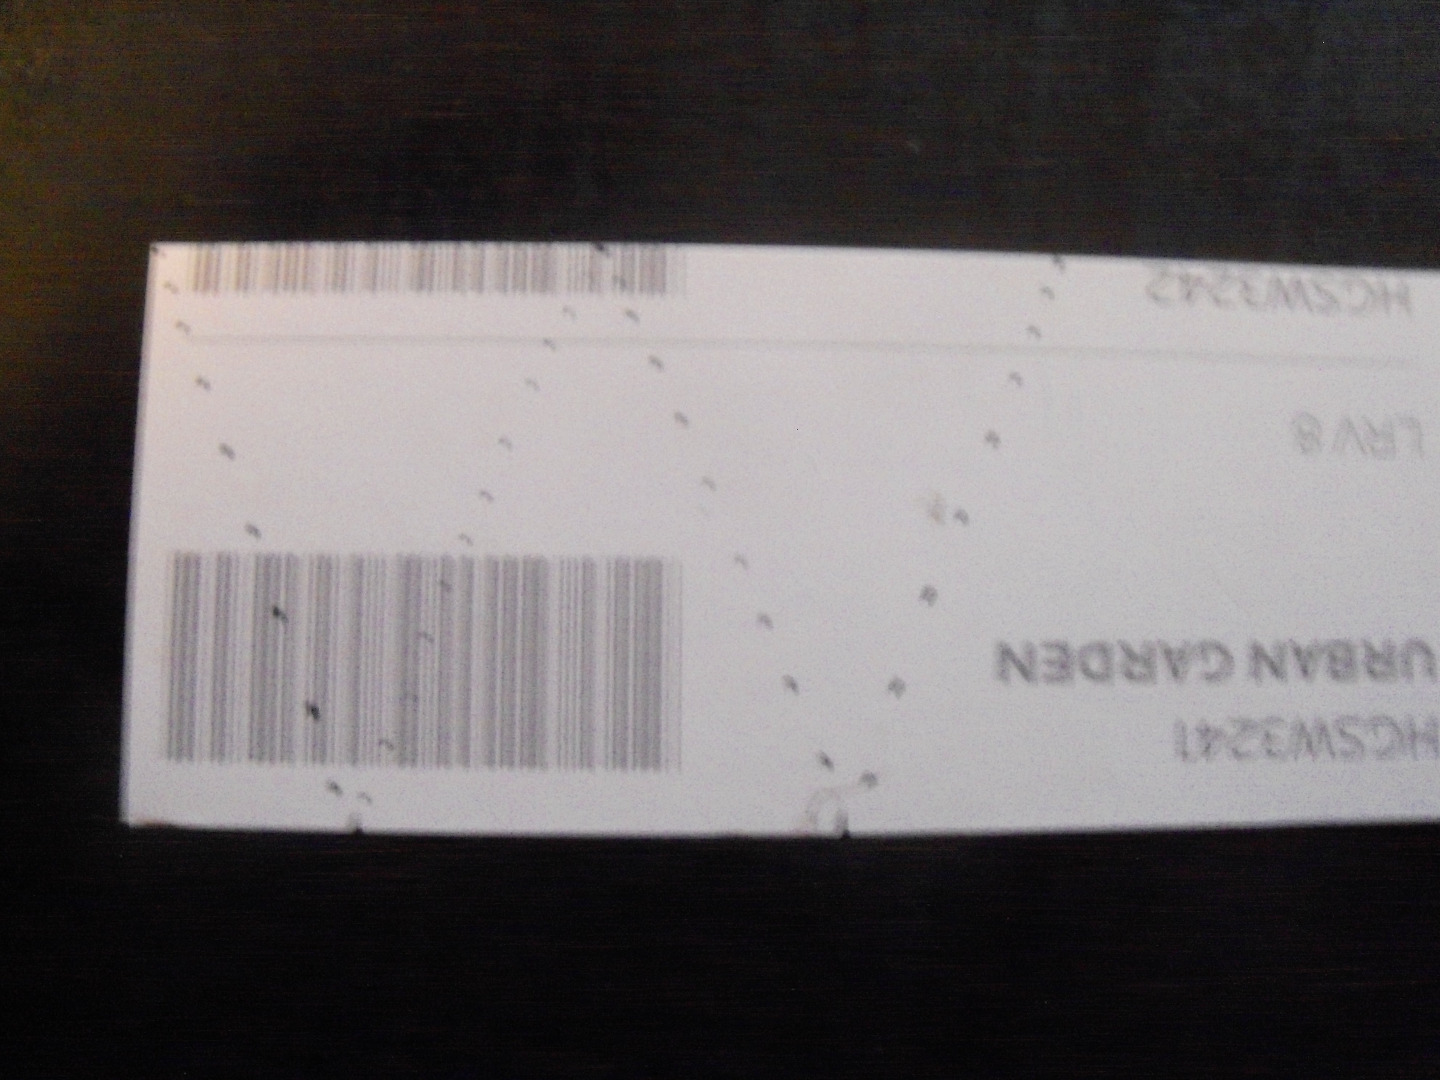 HGSW3241
URBAN GARDEN
LRV 8
HGSW3242